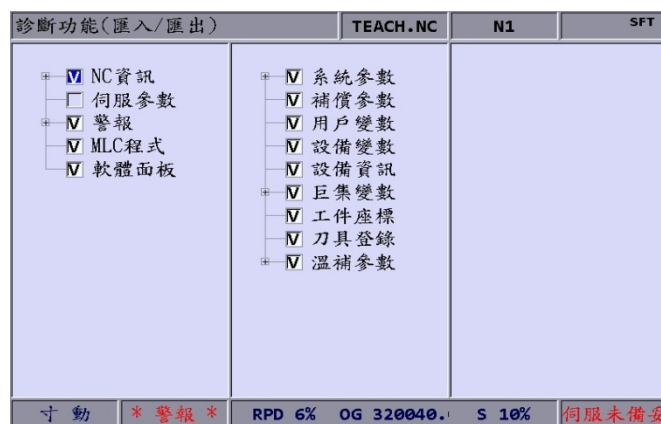 診斷功能(匯入/匯出) TEACH.NC N1 SFT
NC資訊
伺服參數
警報
MLC程式
軟體面板
系統參數
補償參數
用戶變數
設備變數
設備資訊
巨集變數
工件座標
刀具登錄
溫補參數
寸動 * 警報 * RPD 6% OG 320040. S 10% 伺服未備妥